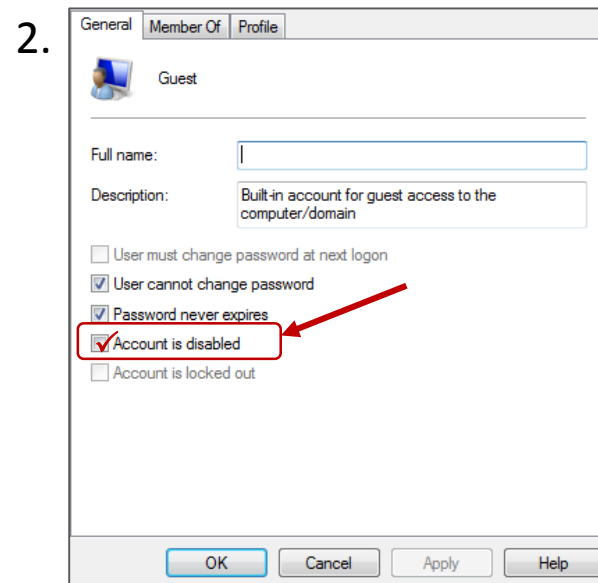 2.
General Member Of Profile
Guest
Full name:
Description: Built-in account for guest access to the
computer/domain
User must change password at next logon
User cannot change password
Password never expires
Account is disabled
Account is locked out
OK Cancel Apply Help